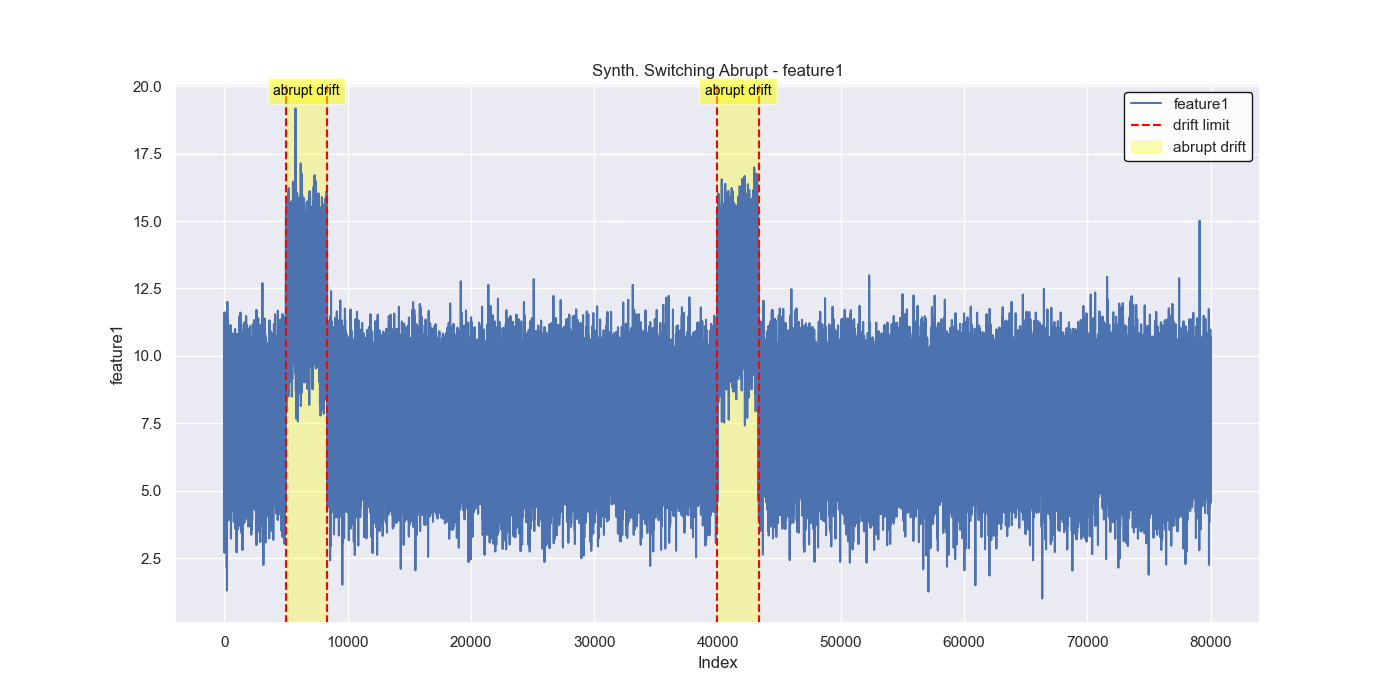 Synth. Switching Abrupt - feature1
abrupt drift
abrupt drift
feature1
drift limit
abrupt drift
20.0
17.5
15.0
12.5
10.0
7.5
5.0
2.5
feature1
0
10000
20000
30000
40000
50000
60000
70000
80000
Index